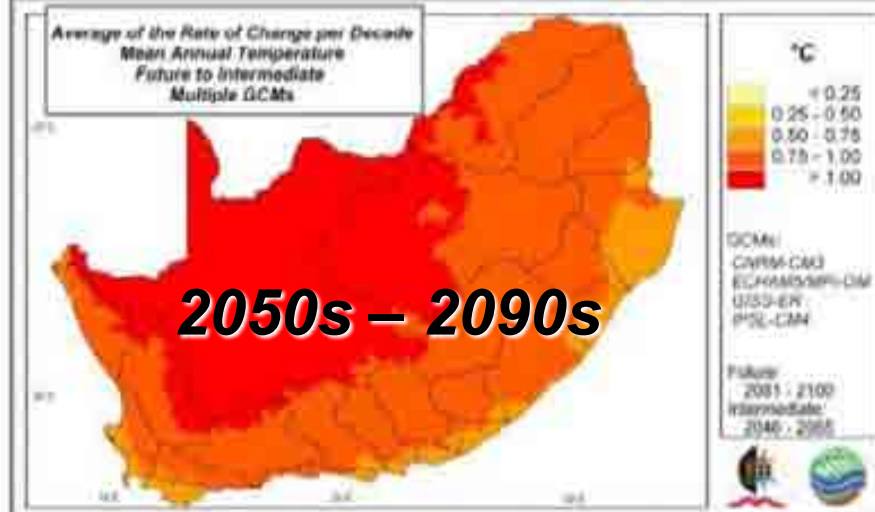 Average of the Rate of Change per Decade
Mean Annual Temperature
Future to Intermediate
Multiple GCMs
2050s – 2090s
°C
< 0.25
0.25 - 0.50
0.50 - 0.75
0.75 - 1.00
> 1.00
GCMs:
CNRM-CM3
ECHAM5/MPI-OM
GISS-ER
IPSL-CM4
Future:
2081 - 2100
Intermediate:
2046 - 2065